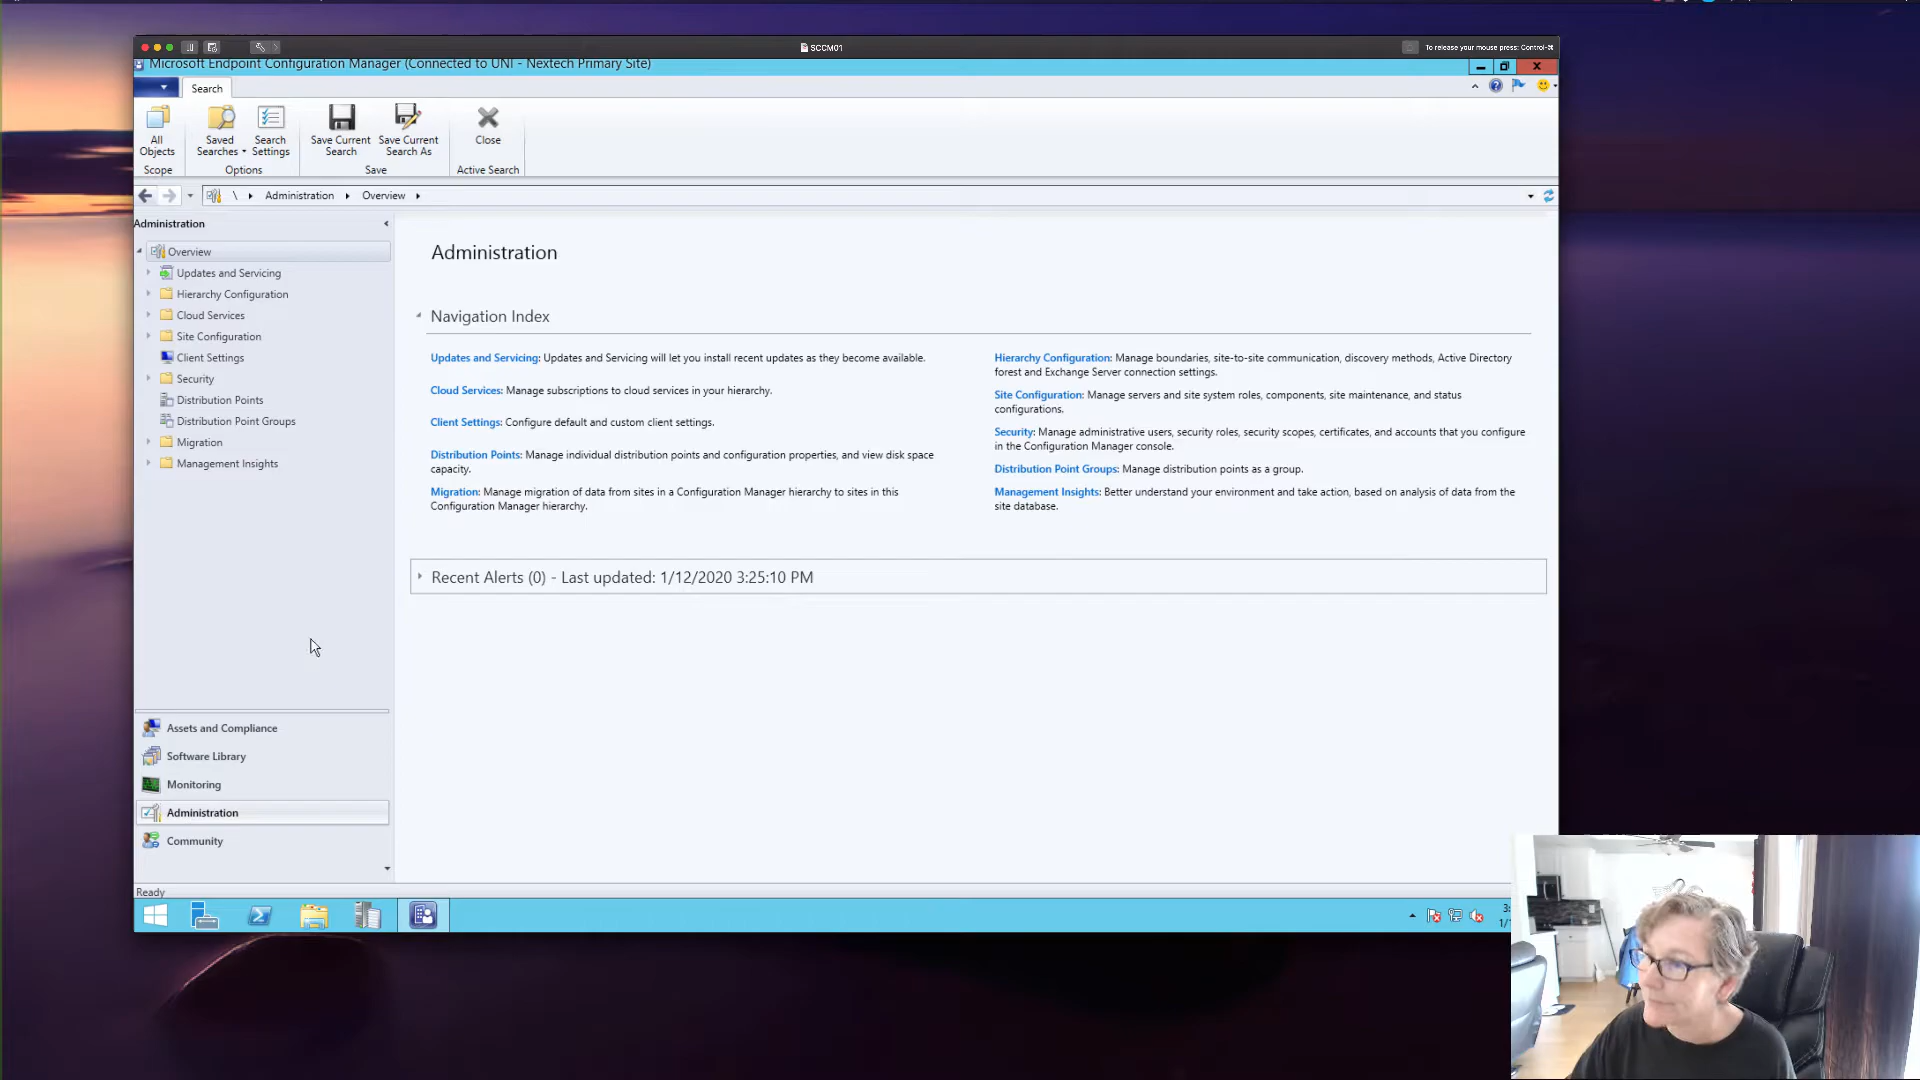 SCCM01
To release your mouse press: Control-⌘
Microsoft Endpoint Configuration Manager (Connected to UNI - Nextech Primary Site)
Search
All Objects
Saved Searches
Search Settings
Save Current Search
Save Current Search As
Close
Scope
Options
Save
Active Search
\ Administration Overview
Administration
Overview
Updates and Servicing
Hierarchy Configuration
Cloud Services
Site Configuration
Client Settings
Security
Distribution Points
Distribution Point Groups
Migration
Management Insights
Assets and Compliance
Software Library
Monitoring
Administration
Community
Administration
Navigation Index
Updates and Servicing: Updates and Servicing will let you install recent updates as they become available.
Cloud Services: Manage subscriptions to cloud services in your hierarchy.
Client Settings: Configure default and custom client settings.
Distribution Points: Manage individual distribution points and configuration properties, and view disk space
capacity.
Migration: Manage migration of data from sites in a Configuration Manager hierarchy to sites in this
Configuration Manager hierarchy.
Hierarchy Configuration: Manage boundaries, site-to-site communication, discovery methods, Active Directory
forest and Exchange Server connection settings.
Site Configuration: Manage servers and site system roles, components, site maintenance, and status
configurations.
Security: Manage administrative users, security roles, security scopes, certificates, and accounts that you configure
in the Configuration Manager console.
Distribution Point Groups: Manage distribution points as a group.
Management Insights: Better understand your environment and take action, based on analysis of data from the
site database.
Recent Alerts (0) - Last updated: 1/12/2020 3:25:10 PM
Ready